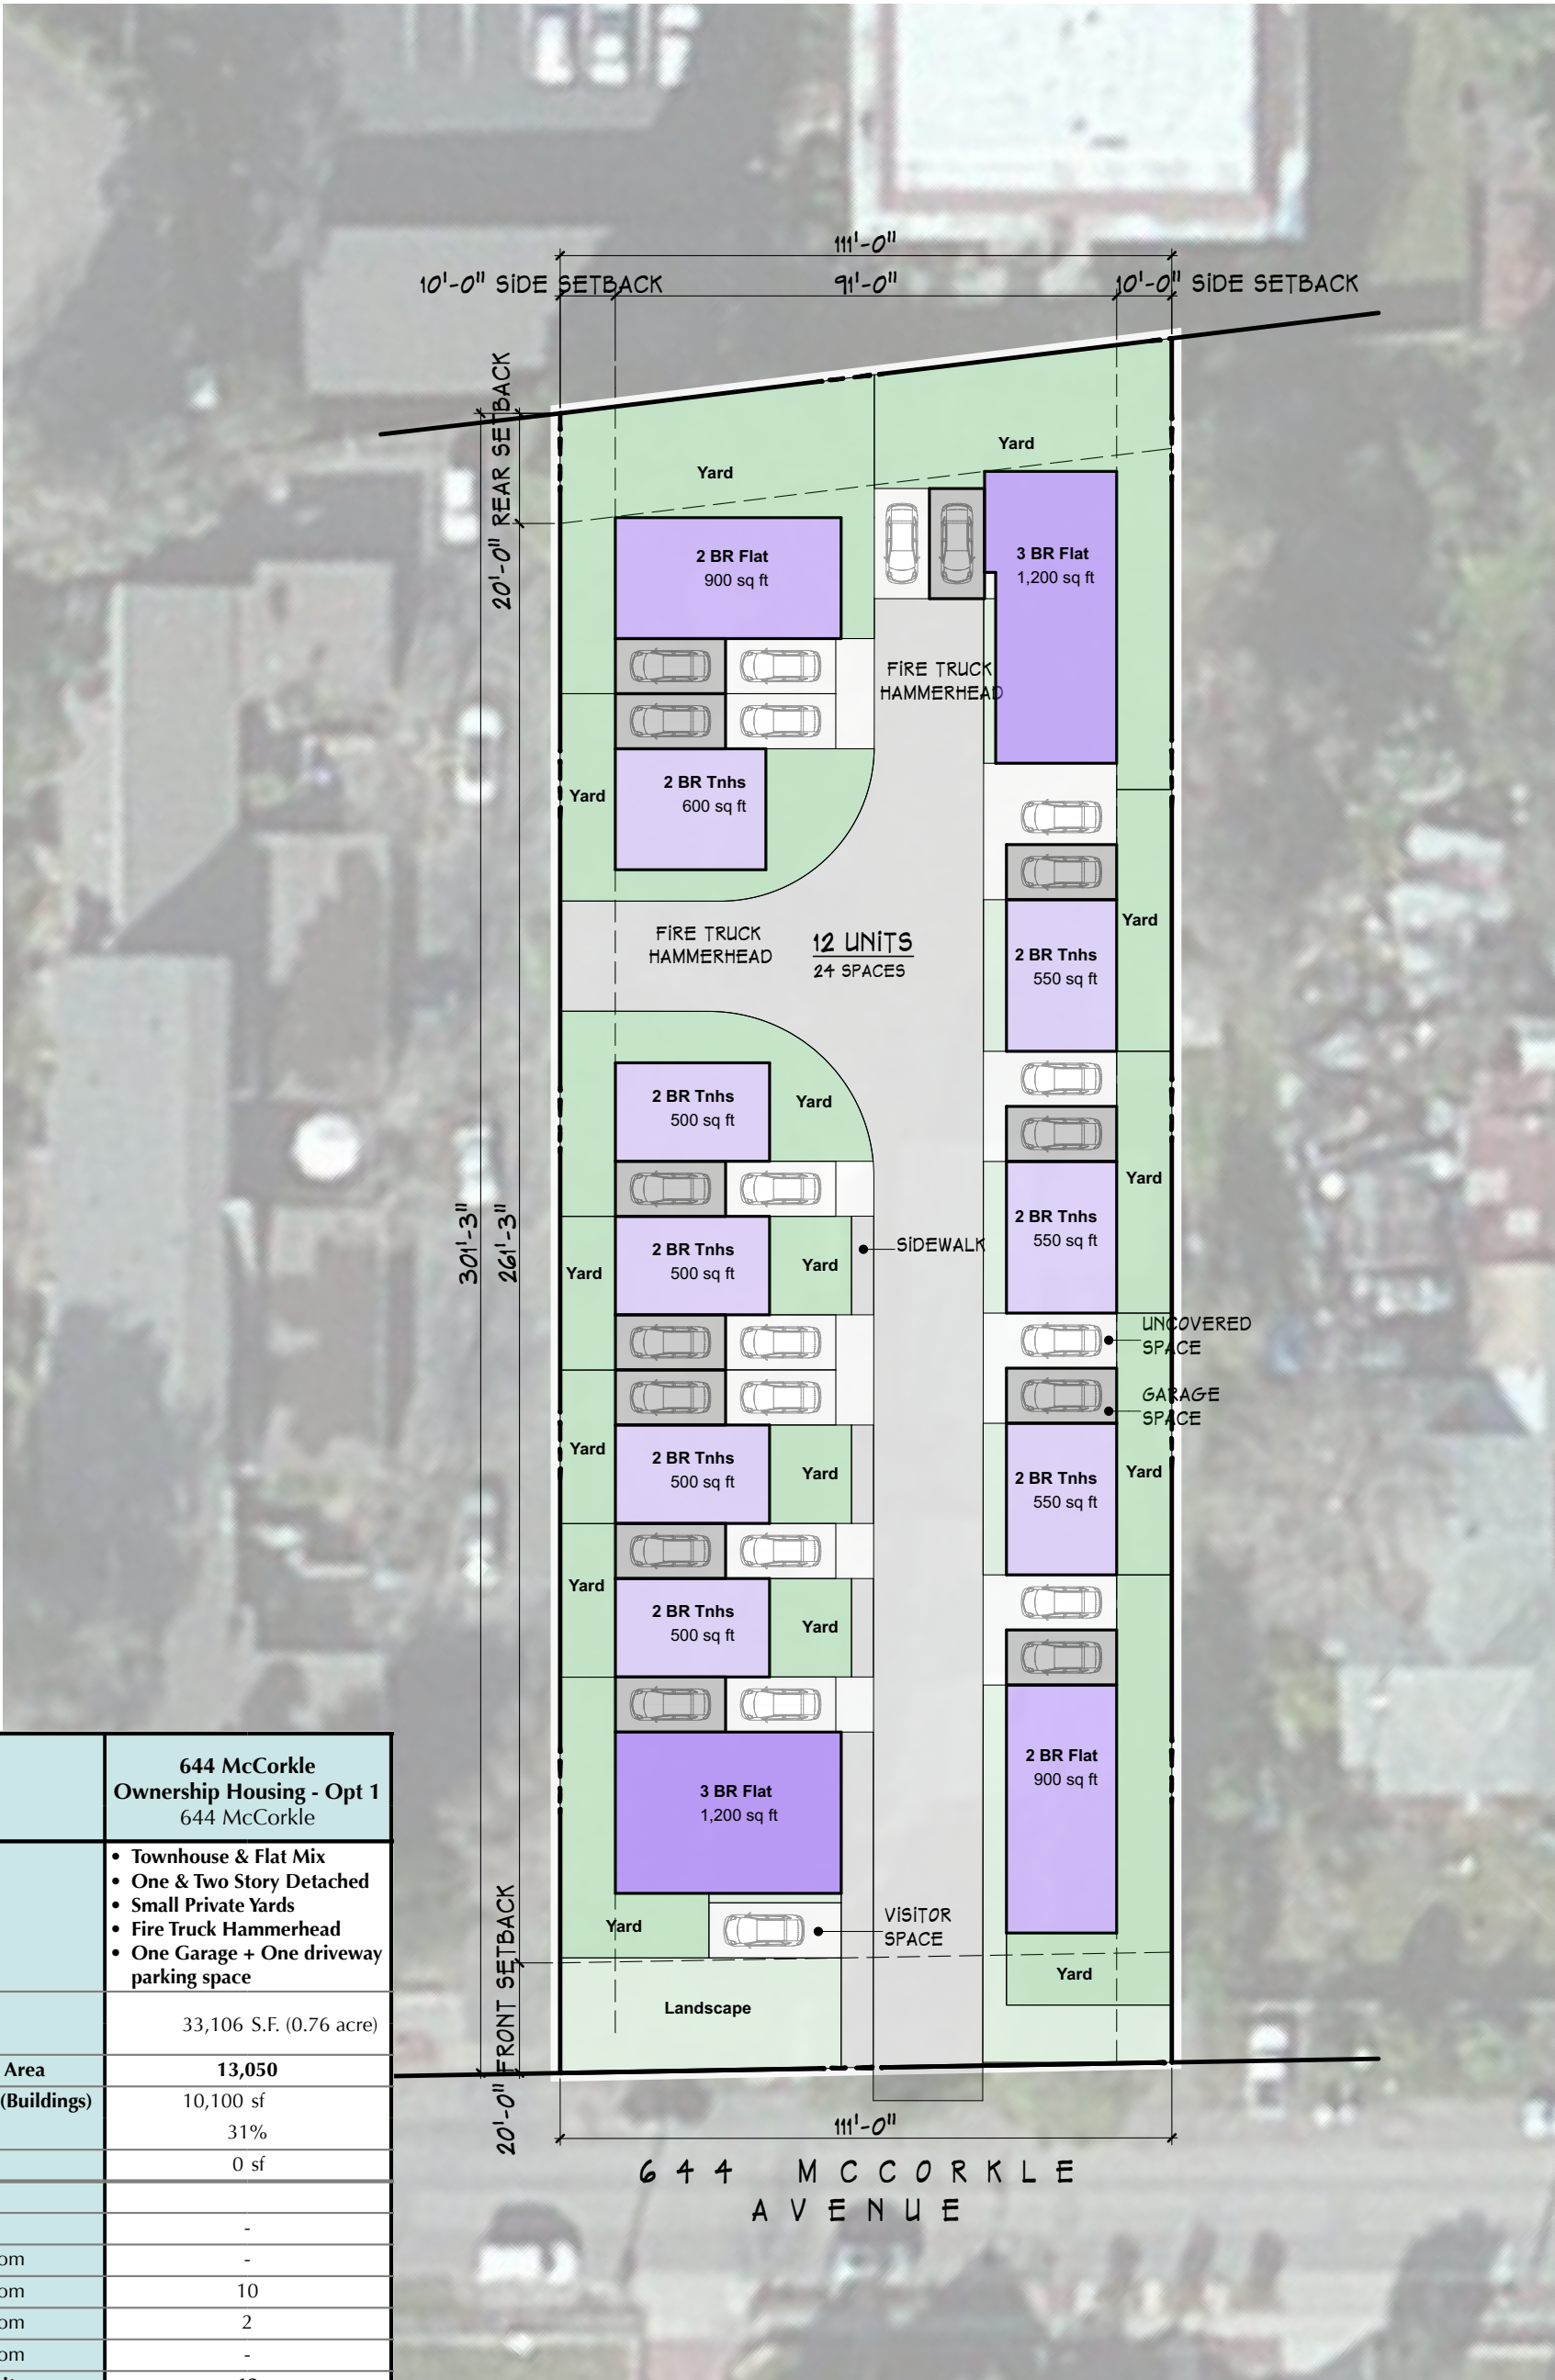 111'-0"
10'-0" SIDE SETBACK
91'-0"
10'-0" SIDE SETBACK
20'-0" REAR SETBACK
Yard
Yard
2 BR Flat
900 sq ft
3 BR Flat
1,200 sq ft
FIRE TRUCK
HAMMERHEAD
2 BR Tnhs
600 sq ft
Yard
Yard
FIRE TRUCK
HAMMERHEAD
12 UNITS
24 SPACES
2 BR Tnhs
550 sq ft
2 BR Tnhs
500 sq ft
Yard
Yard
2 BR Tnhs
550 sq ft
301'-3"
261'-3"
Yard
2 BR Tnhs
500 sq ft
Yard
SIDEWALK
UNCOVERED
SPACE
GARAGE
SPACE
Yard
2 BR Tnhs
500 sq ft
Yard
2 BR Tnhs
550 sq ft
Yard
Yard
2 BR Tnhs
500 sq ft
Yard
3 BR Flat
1,200 sq ft
2 BR Flat
900 sq ft
Yard
VISITOR
SPACE
Yard
Landscape
20'-0" FRONT SETBACK
111'-0"
644 MCCORKLE
AVENUE
644 McCorkle
Ownership Housing - Opt 1
644 McCorkle
• Townhouse & Flat Mix
• One & Two Story Detached
• Small Private Yards
• Fire Truck Hammerhead
• One Garage + One driveway
parking space
33,106 S.F. (0.76 acre)
Area 13,050
(Buildings) 10,100 sf
31%
0 sf
-
om -
om 10
om 2
om -